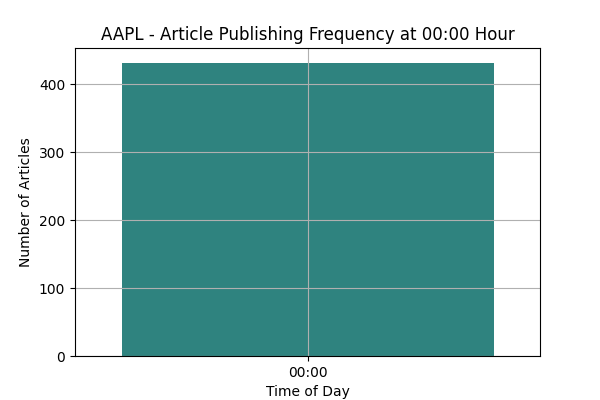 AAPL - Article Publishing Frequency at 00:00 Hour
Number of Articles
400
300
200
100
0
00:00
Time of Day